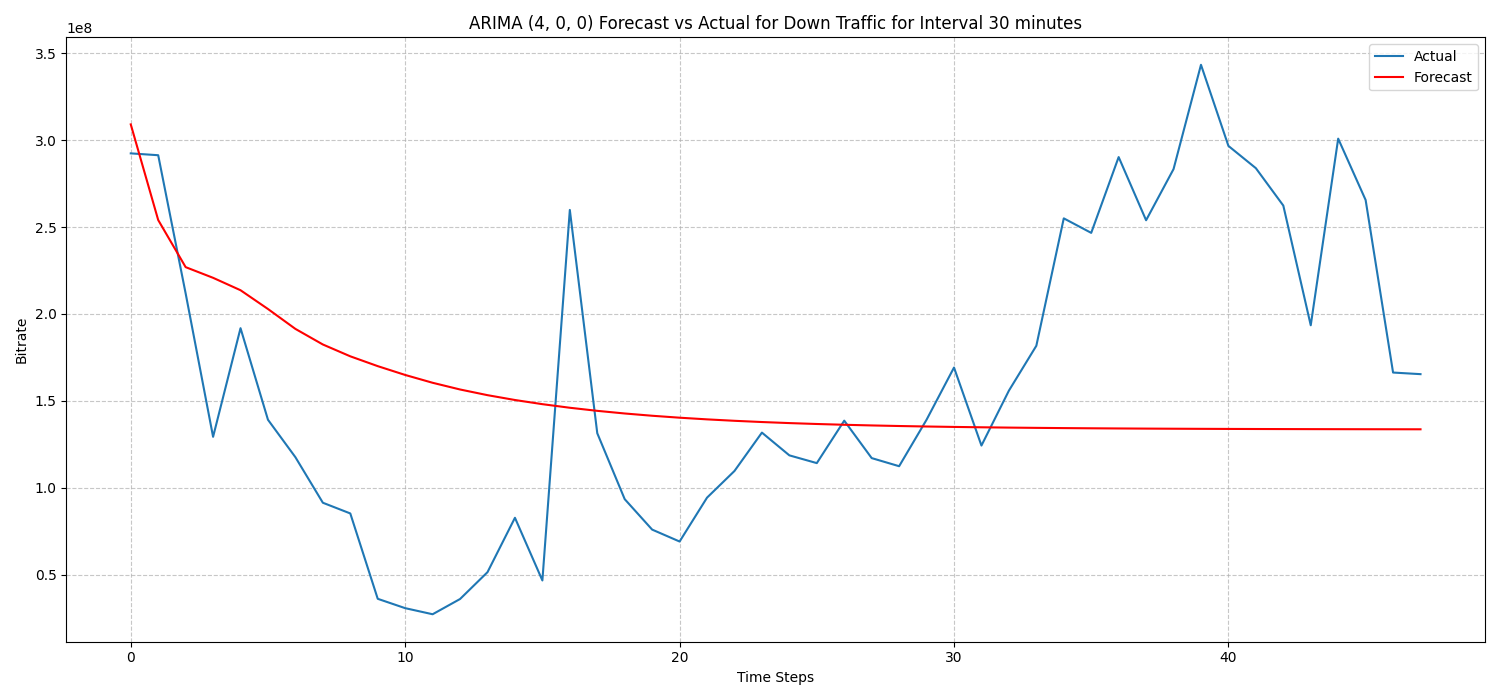 ARIMA (4, 0, 0) Forecast vs Actual for Down Traffic for Interval 30 minutes
1e8
3.5
3.0
2.5
2.0
1.5
1.0
0.5
Bitrate
Actual
Forecast
0 10 20 30 40
Time Steps